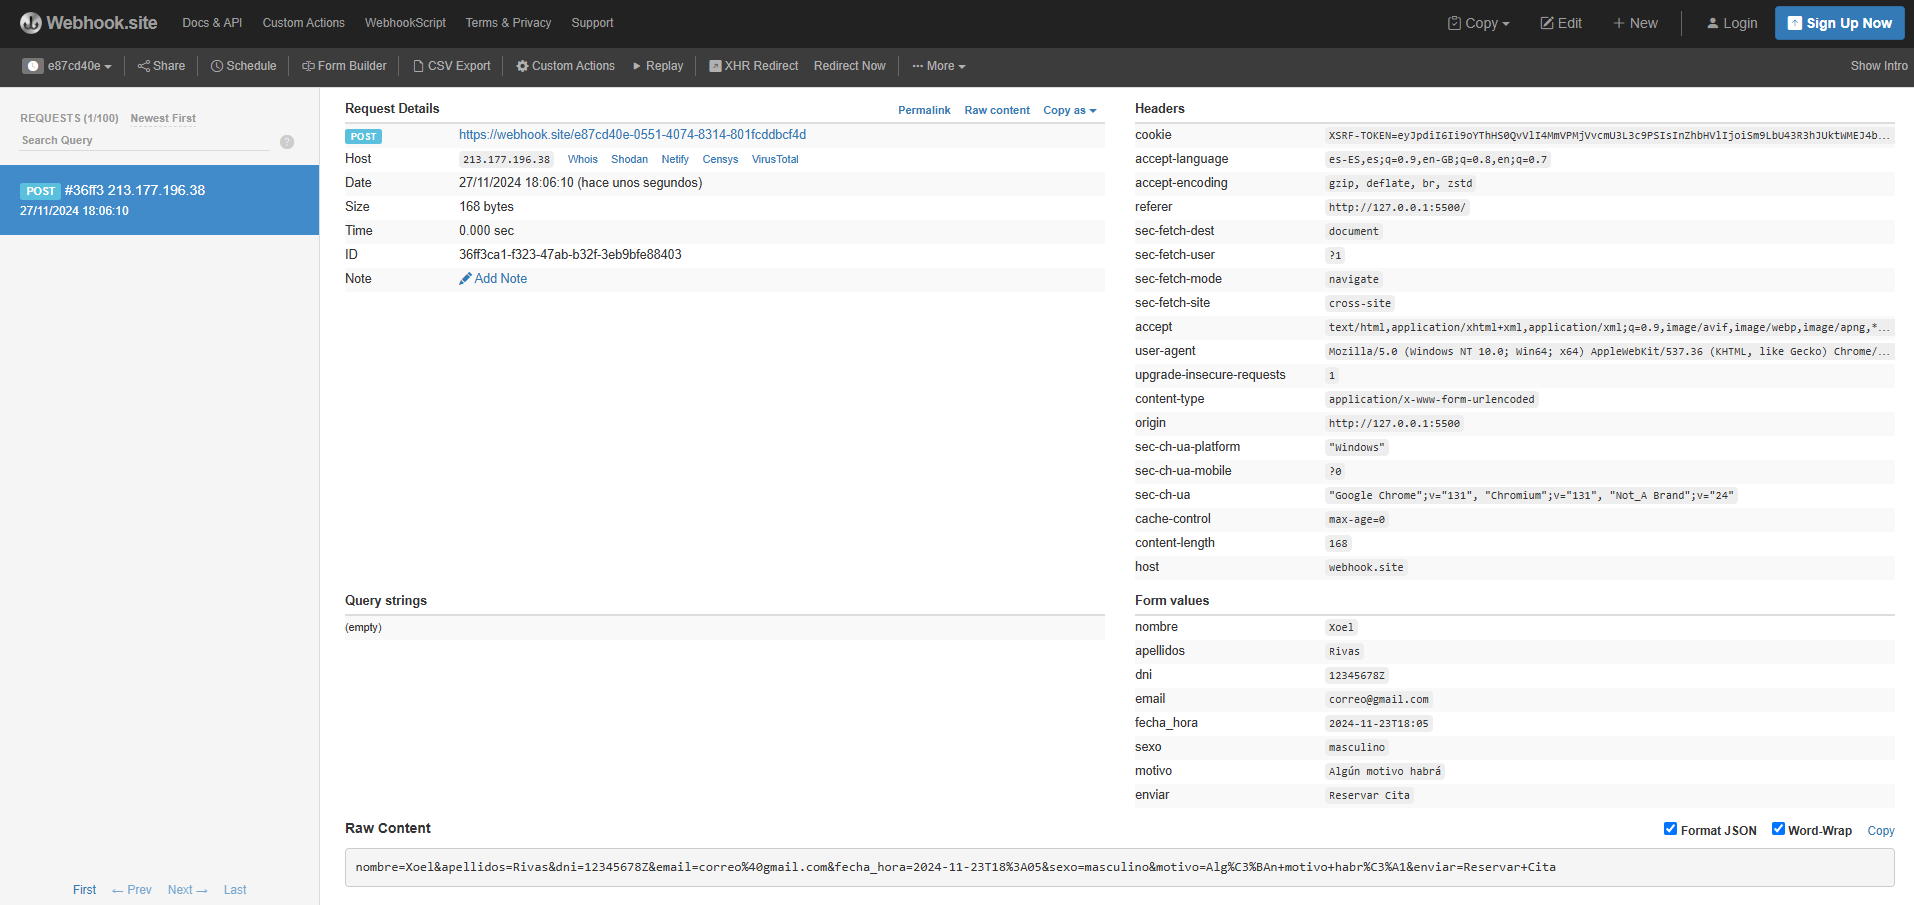 Webhook.site Docs & API Custom Actions WebhookScript Terms & Privacy Support Copy Edit New Login Sign Up Now
e87cd40e Share Schedule Form Builder CSV Export Custom Actions Replay XHR Redirect Redirect Now More Show Intro
REQUESTS (1/100) Newest First
Search Query ?
POST #36ff3 213.177.196.38
27/11/2024 18:06:10
First ← Prev Next → Last
Request Details Permalink Raw content Copy as
POST https://webhook.site/e87cd40e-0551-4074-8314-801fcddbcf4d
Host 213.177.196.38 Whois Shodan Netify Censys VirusTotal
Date 27/11/2024 18:06:10 (hace unos segundos)
Size 168 bytes
Time 0.000 sec
ID 36ff3ca1-f323-47ab-b32f-3eb9bfe88403
Note Add Note
Headers
cookie XSRF-TOKEN=eyJpdiI6Ii9oYThHS0QvVlI4MmVPMjVvcmU3L3c9PSIsInZhbHVlIjoiSm9LbU43R3hJUktWMEJ4b...
accept-language es-ES,es;q=0.9,en-GB;q=0.8,en;q=0.7
accept-encoding gzip, deflate, br, zstd
referer http://127.0.0.1:5500/
sec-fetch-dest document
sec-fetch-user ?1
sec-fetch-mode navigate
sec-fetch-site cross-site
accept text/html,application/xhtml+xml,application/xml;q=0.9,image/avif,image/webp,image/apng,*...
user-agent Mozilla/5.0 (Windows NT 10.0; Win64; x64) AppleWebKit/537.36 (KHTML, like Gecko) Chrome/...
upgrade-insecure-requests 1
content-type application/x-www-form-urlencoded
origin http://127.0.0.1:5500
sec-ch-ua-platform "Windows"
sec-ch-ua-mobile ?0
sec-ch-ua "Google Chrome";v="131", "Chromium";v="131", "Not_A Brand";v="24"
cache-control max-age=0
content-length 168
host webhook.site
Query strings
(empty)
Form values
nombre Xoel
apellidos Rivas
dni 12345678Z
email correo@gmail.com
fecha_hora 2024-11-23T18:05
sexo masculino
motivo Algún motivo habrá
enviar Reservar Cita
Raw Content Format JSON Word-Wrap Copy
nombre=Xoel&apellidos=Rivas&dni=12345678Z&email=correo%40gmail.com&fecha_hora=2024-11-23T18%3A05&sexo=masculino&motivo=Alg%C3%BAn+motivo+habr%C3%A1&enviar=Reservar+Cita